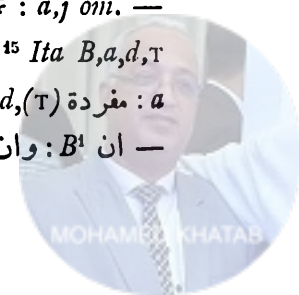 : a,j om. —
15 Ita B,a,d,T
a : مفردة d,(T)
— ان B1 : وان
MOHAMED KHATAB